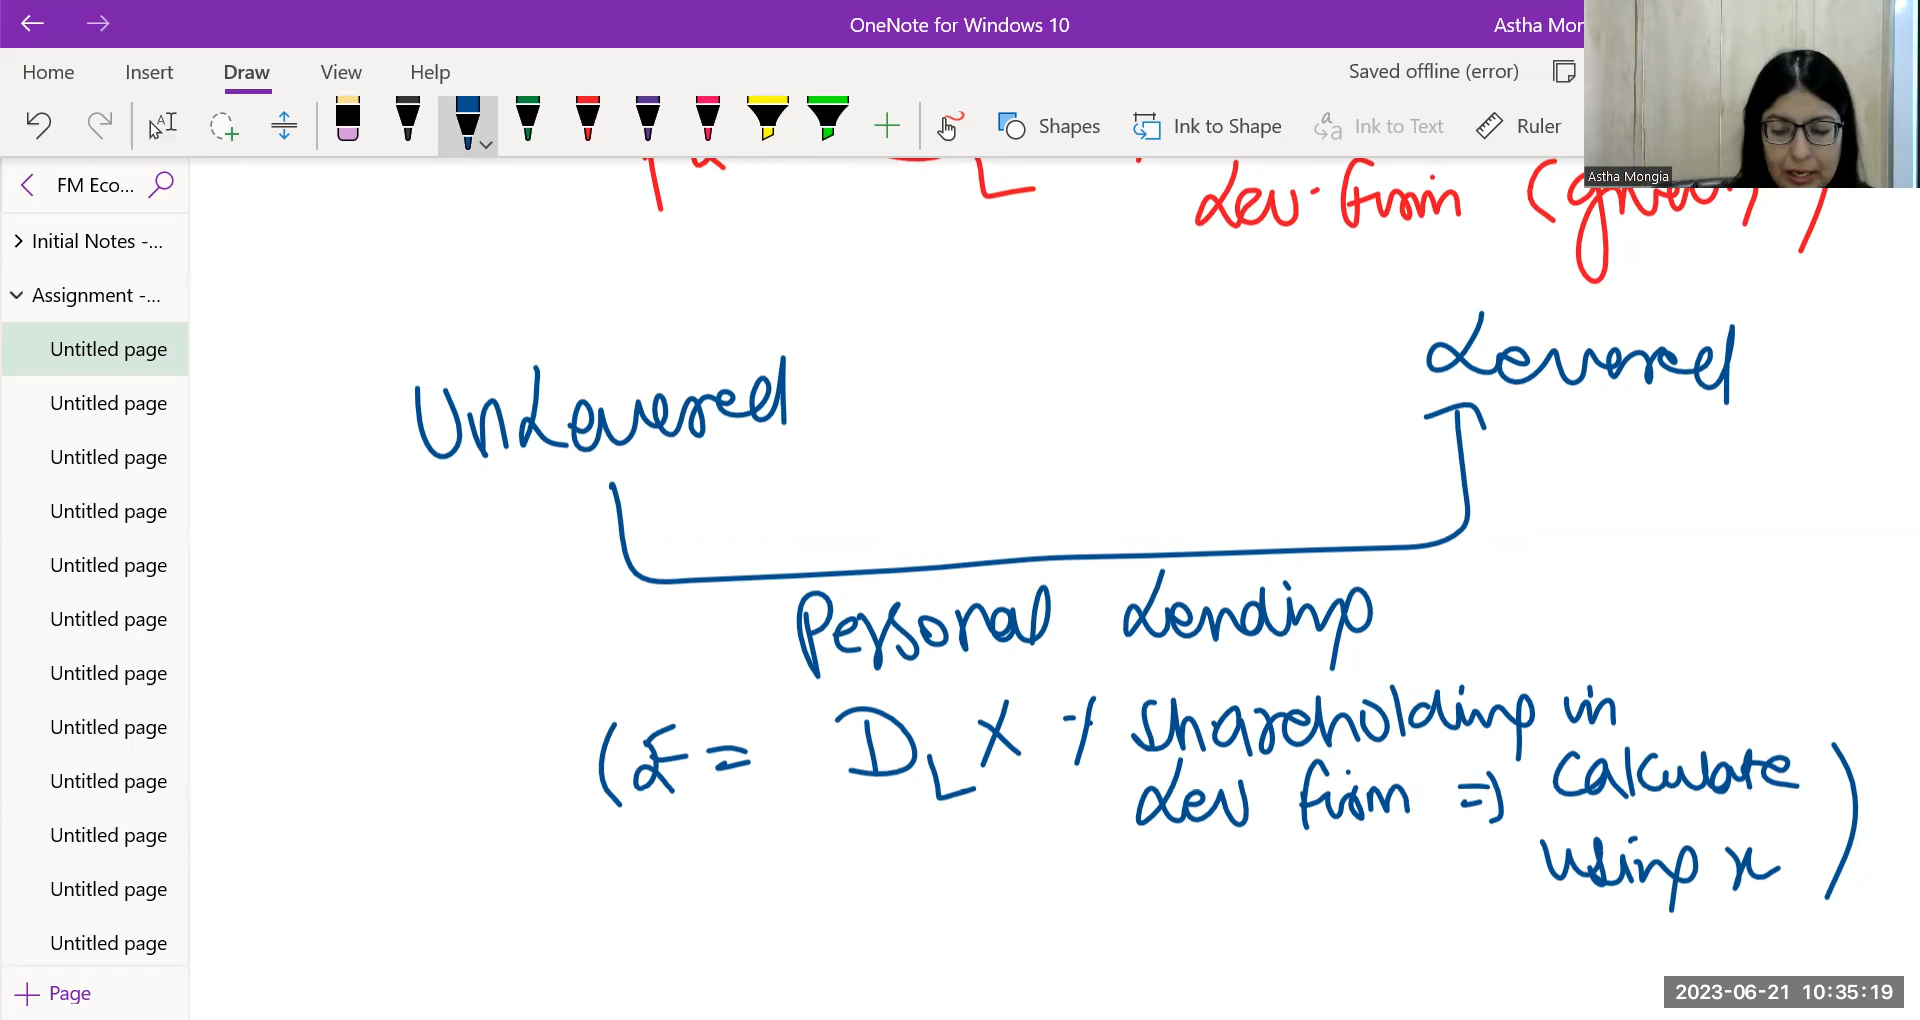 OneNote for Windows 10
Astha Mon
Home Insert Draw View Help
Saved offline (error)
Shapes Ink to Shape Ink to Text Ruler
Astha Mongia
FM Eco...
Initial Notes -...
Assignment -...
Untitled page
Untitled page
Untitled page
Untitled page
Untitled page
Untitled page
Untitled page
Untitled page
Untitled page
Untitled page
Untitled page
Untitled page
Page
L
Lev. firm (given)
UnLevered
Levered
Personal Lending
(£ = DL X % Shareholding in
Lev firm => calculate
using x)
2023-06-21 10:35:19